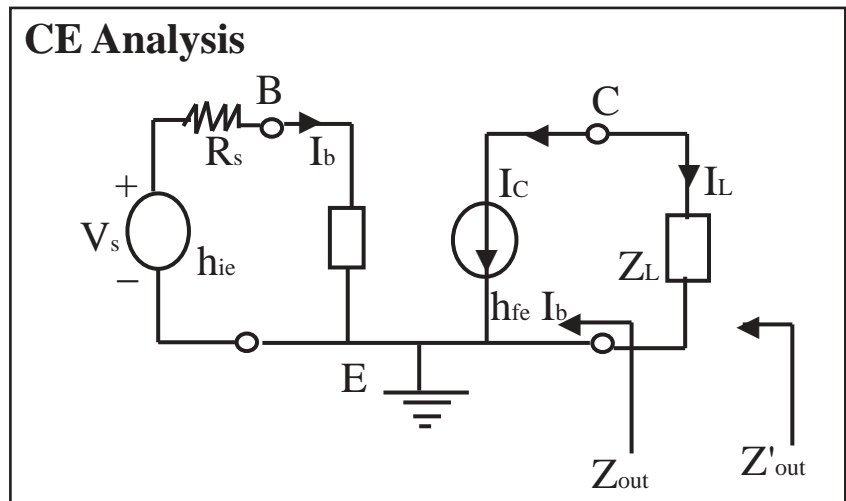 CE Analysis
B
C
Rs
Ib
IC
IL
+
Vs
−
hie
ZL
hfe Ib
E
Zout
Z'out